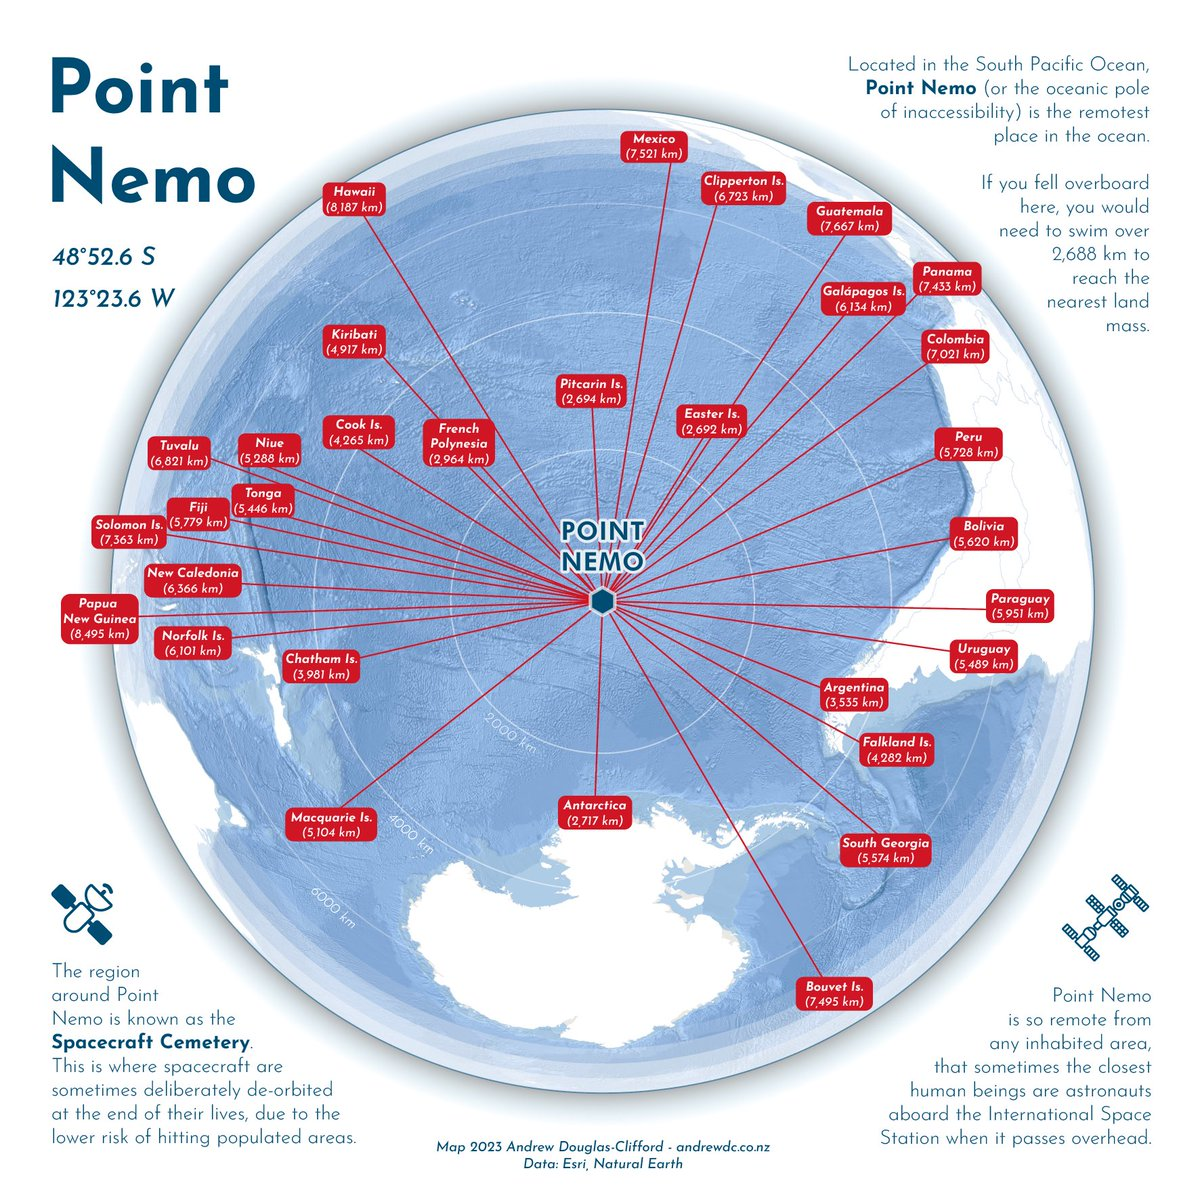 Point
Nemo
48°52.6 S
123°23.6 W
Located in the South Pacific Ocean,
Point Nemo (or the oceanic pole
of inaccessibility) is the remotest
place in the ocean.
If you fell overboard
here, you would
need to swim over
2,688 km to
reach the
nearest land
mass.
Mexico
(7,521 km)
Clipperton Is.
(6,723 km)
Hawaii
(8,187 km)
Guatemala
(7,667 km)
Panama
(7,433 km)
Galápagos Is.
(6,134 km)
Kiribati
(4,917 km)
Colombia
(7,021 km)
Pitcarin Is.
(2,694 km)
Easter Is.
(2,692 km)
Cook Is.
(4,265 km)
French
Polynesia
(2,964 km)
Tuvalu
(6,821 km)
Niue
(5,288 km)
Peru
(5,728 km)
Tonga
(5,446 km)
Fiji
(5,779 km)
Solomon Is.
(7,363 km)
POINT
NEMO
Bolivia
(5,620 km)
New Caledonia
(6,366 km)
Papua
New Guinea
(8,495 km)
Paraguay
(5,951 km)
Norfolk Is.
(6,101 km)
Chatham Is.
(3,981 km)
Uruguay
(5,489 km)
Argentina
(3,535 km)
Falkland Is.
(4,282 km)
2000 km
Macquarie Is.
(5,104 km)
Antarctica
(2,717 km)
4000 km
South Georgia
(5,574 km)
6000 km
Bouvet Is.
(7,495 km)
The region
around Point
Nemo is known as the
Spacecraft Cemetery.
This is where spacecraft are
sometimes deliberately de-orbited
at the end of their lives, due to the
lower risk of hitting populated areas.
Point Nemo
is so remote from
any inhabited area,
that sometimes the closest
human beings are astronauts
aboard the International Space
Station when it passes overhead.
Map 2023 Andrew Douglas-Clifford - andrewdc.co.nz
Data: Esri, Natural Earth